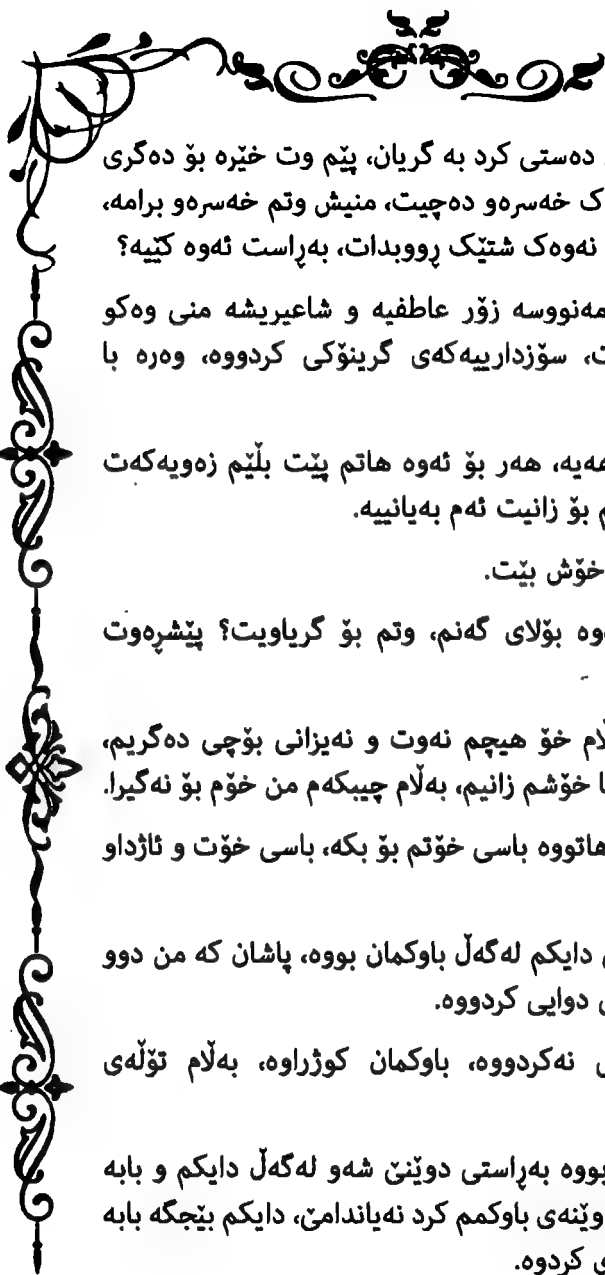 دەستی کرد بە گریان، پێم وت خێرە بۆ دەگری
ک خەسرەو دەچیت، منیش وتم خەسرەو برامە،
نەوەک شتێک ڕووبدات، بەڕاست ئەوە کێیە؟
مەنووسە زۆر عاطفیە و شاعیریشە منی وەکو
ت، سۆزدارییەکەی گرینۆکی کردووە، وەرە با
هەیە، هەر بۆ ئەوە هاتم پێت بڵێم زەویەکەت
م بۆ زانیت ئەم بەیانییە.
خۆش بێت.
وە بۆلای گەنم، وتم بۆ گریاویت؟ پێشڕەوت
ڵام خۆ هیچم نەوت و نەیزانی بۆچی دەگریم،
ا خۆشم زانیم، بەڵام چیبکەم من خۆم بۆ نەگیرا.
هاتووە باسی خۆتم بۆ بکە، باسی خۆت و ئاژداو
دایکم لەگەڵ باوکمان بووە، پاشان کە من دوو
ی دوایی کردووە.
ی نەکردووە، باوکمان کوژراوە، بەڵام تۆڵەی
بووە بەڕاستی دوێنێ شەو لەگەڵ دایکم و بابە
وێنەی باوکمم کرد نەیاندامێ، دایکم بێجگە بابە
ی کردوە.